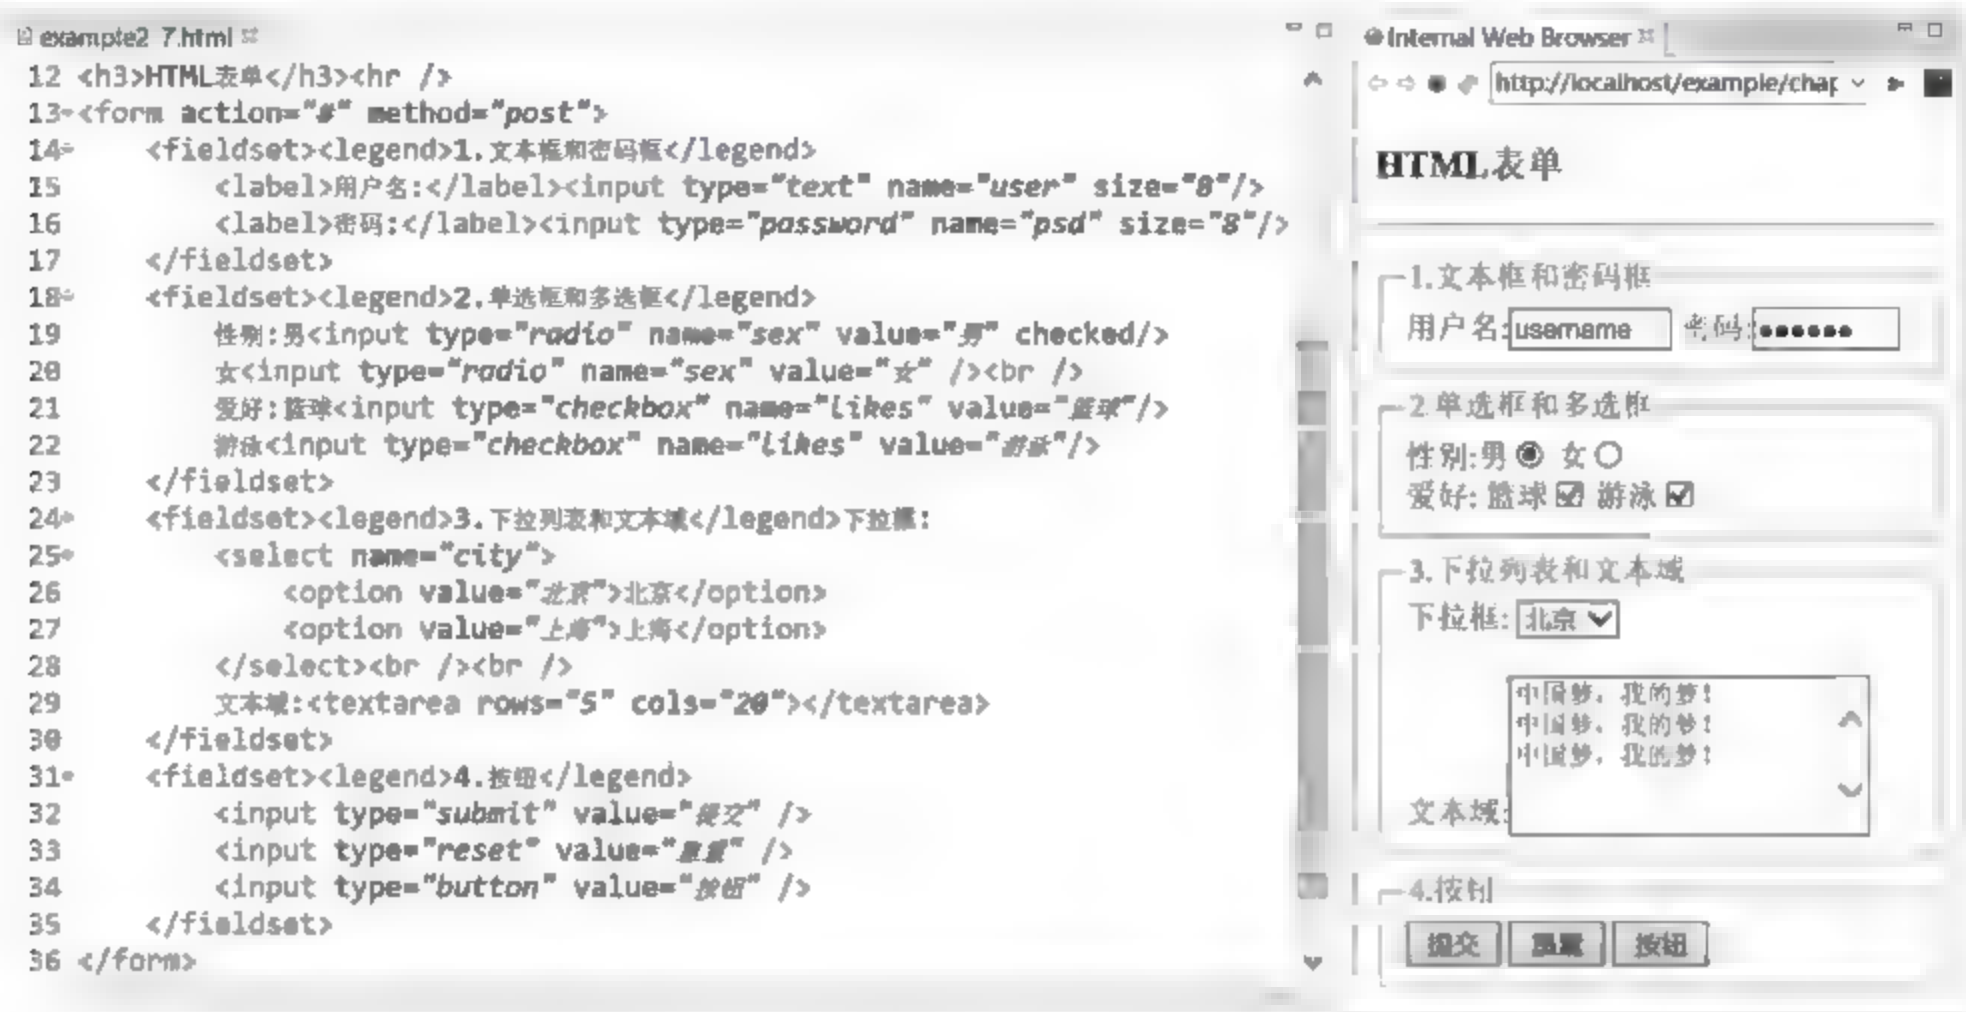 example2_7.html
12 <h3>HTML表单</h3><hr />
13 <form action="#" method="post">
14 <fieldset><legend>1.文本框和密码框</legend>
15 <label>用户名:</label><input type="text" name="user" size="8"/>
16 <label>密码:</label><input type="password" name="psd" size="8"/>
17 </fieldset>
18 <fieldset><legend>2.单选框和多选框</legend>
19 性别:男<input type="radio" name="sex" value="男" checked/>
20 女<input type="radio" name="sex" value="女" /><br />
21 爱好:篮球<input type="checkbox" name="likes" value="篮球"/>
22 游泳<input type="checkbox" name="likes" value="游泳"/>
23 </fieldset>
24 <fieldset><legend>3.下拉列表和文本域</legend>下拉框:
25 <select name="city">
26 <option value="北京">北京</option>
27 <option value="上海">上海</option>
28 </select><br /><br />
29 文本域:<textarea rows="5" cols="20"></textarea>
30 </fieldset>
31 <fieldset><legend>4.按钮</legend>
32 <input type="submit" value="提交" />
33 <input type="reset" value="重置" />
34 <input type="button" value="按钮" />
35 </fieldset>
36 </form>
Internal Web Browser
http://localhost/example/chap
HTML表单
1.文本框和密码框
用户名:username 密码:••••••
2.单选框和多选框
性别:男 女
爱好:篮球 游泳
3.下拉列表和文本域
下拉框:北京
中国梦，我的梦！
中国梦，我的梦！
中国梦，我的梦！
文本域:
4.按钮
提交 重置 按钮